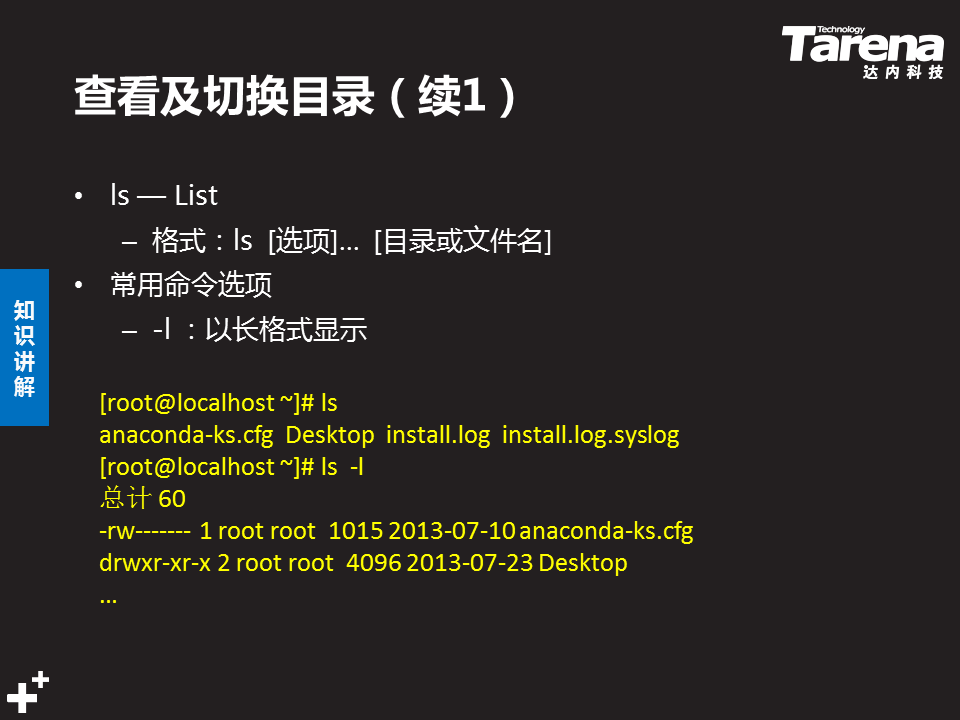 Technology
Tarena
达内科技
查看及切换目录（续1）
• ls — List
– 格式：ls [选项]... [目录或文件名]
• 常用命令选项
– -l ：以长格式显示
知识讲解
[root@localhost ~]# ls
anaconda-ks.cfg Desktop install.log install.log.syslog
[root@localhost ~]# ls -l
总计 60
-rw------- 1 root root 1015 2013-07-10 anaconda-ks.cfg
drwxr-xr-x 2 root root 4096 2013-07-23 Desktop
...